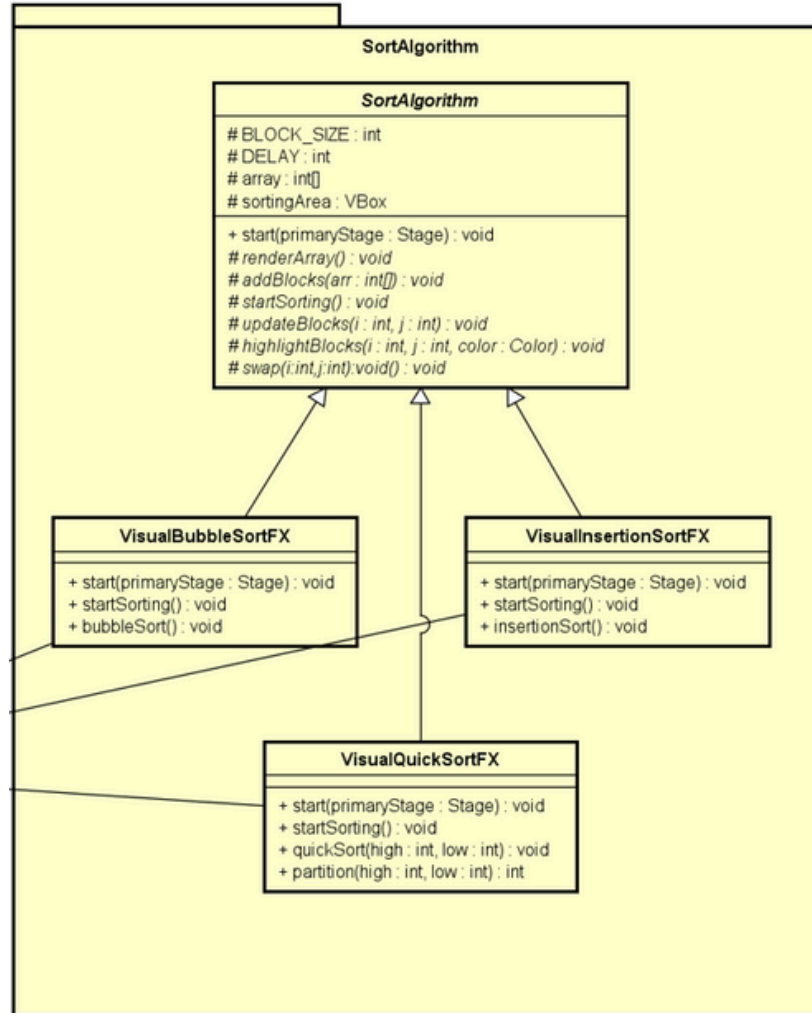 SortAlgorithm
SortAlgorithm
# BLOCK_SIZE : int
# DELAY : int
# array : int[]
# sortingArea : VBox
+ start(primaryStage : Stage) : void
# renderArray() : void
# addBlocks(arr : int[]) : void
# startSorting() : void
# updateBlocks(i : int, j : int) : void
# highlightBlocks(i : int, j : int, color : Color) : void
# swap(i:int,j:int):void() : void
VisualBubbleSortFX
+ start(primaryStage : Stage) : void
+ startSorting() : void
+ bubbleSort() : void
VisualInsertionSortFX
+ start(primaryStage : Stage) : void
+ startSorting() : void
+ insertionSort() : void
VisualQuickSortFX
+ start(primaryStage : Stage) : void
+ startSorting() : void
+ quickSort(high : int, low : int) : void
+ partition(high : int, low : int) : int